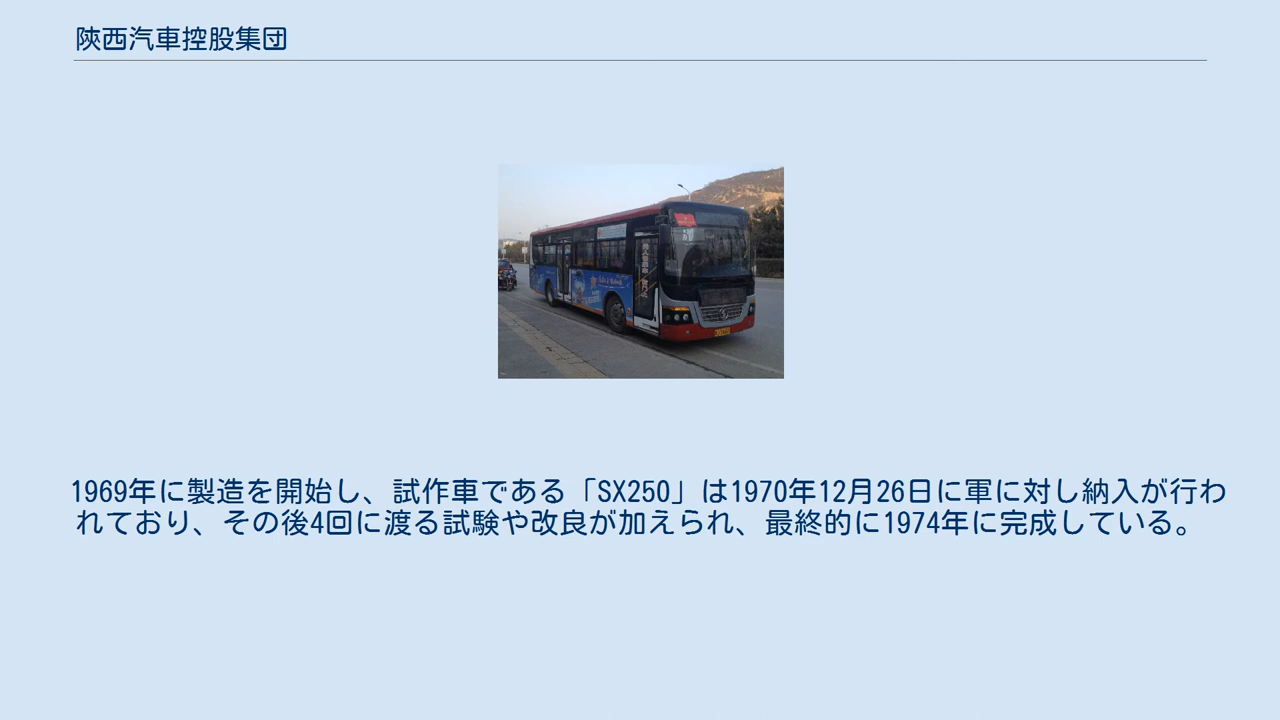 陝西汽車控股集団
1969年に製造を開始し、試作車である「SX250」は1970年12月26日に軍に対し納入が行わ
れており、その後4回に渡る試験や改良が加えられ、最終的に1974年に完成している。